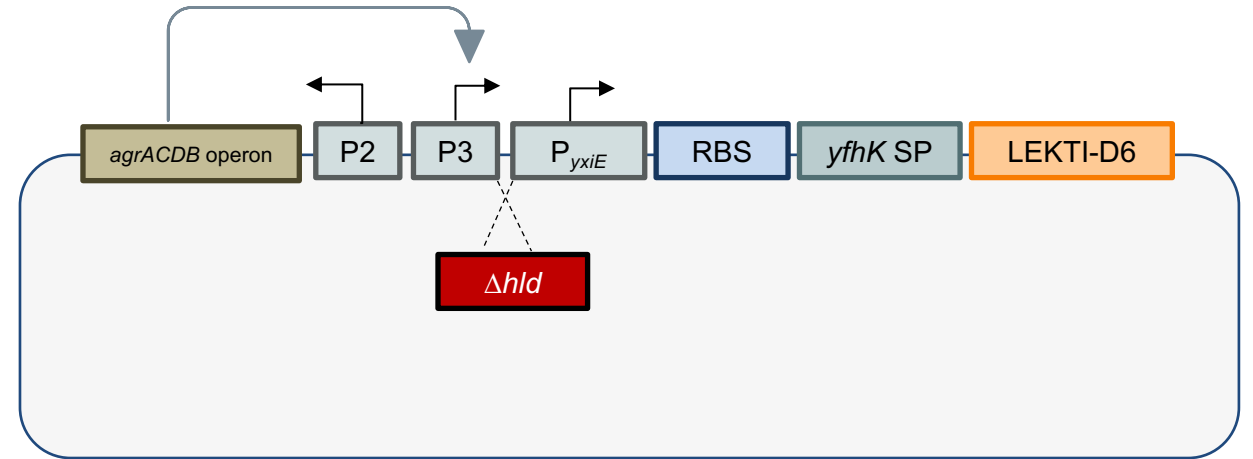 agrACDB operon
P2
P3
PyxiE
RBS
yfhK SP
LEKTI-D6
Δhld